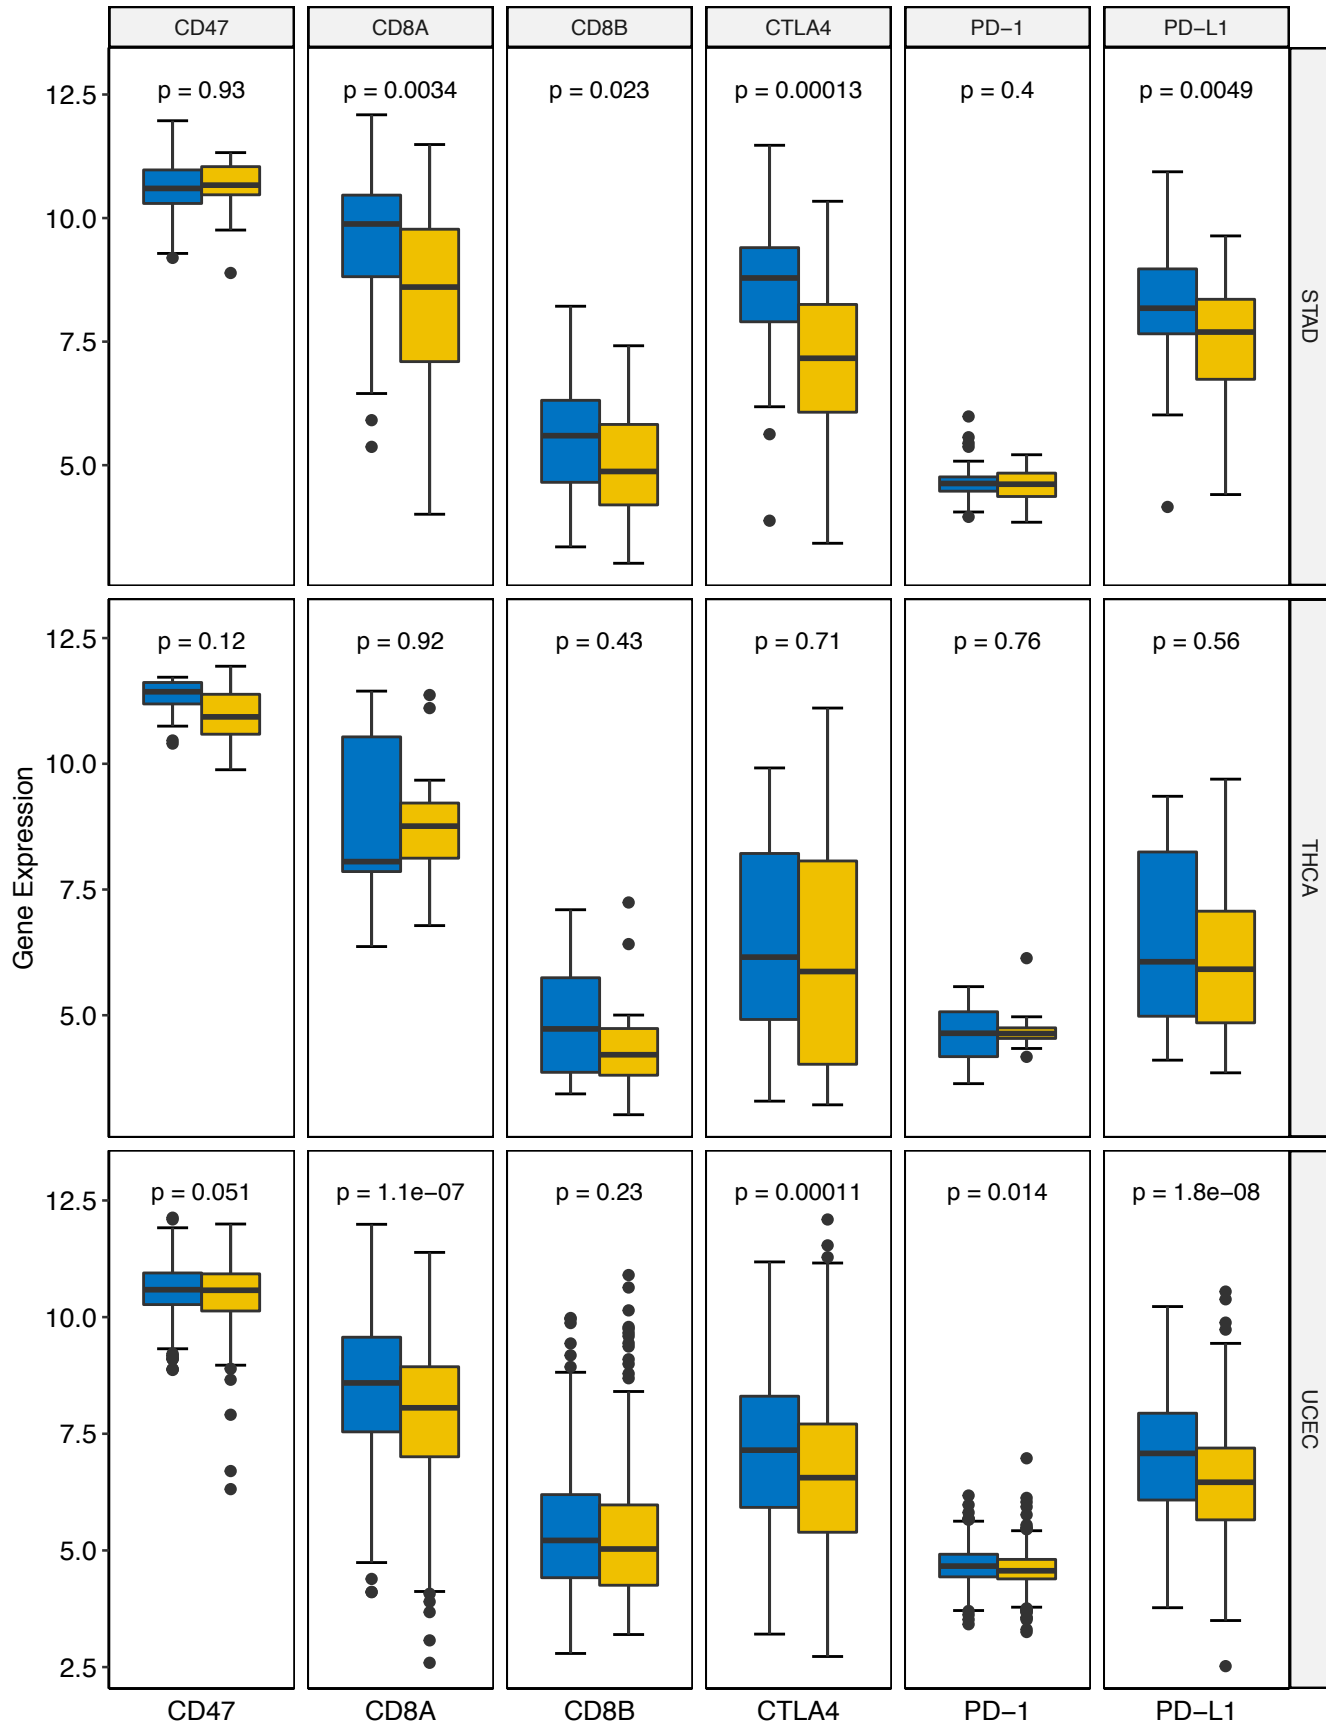 CD47 CD8A CD8B CTLA4 PD−1 PD−L1
p = 0.93 p = 0.0034 p = 0.023 p = 0.00013 p = 0.4 p = 0.0049
12.5
10.0
7.5
5.0
STAD
p = 0.12 p = 0.92 p = 0.43 p = 0.71 p = 0.76 p = 0.56
12.5
10.0
7.5
5.0
THCA
Gene Expression
p = 0.051 p = 1.1e−07 p = 0.23 p = 0.00011 p = 0.014 p = 1.8e−08
12.5
10.0
7.5
5.0
2.5
UCEC
CD47 CD8A CD8B CTLA4 PD−1 PD−L1